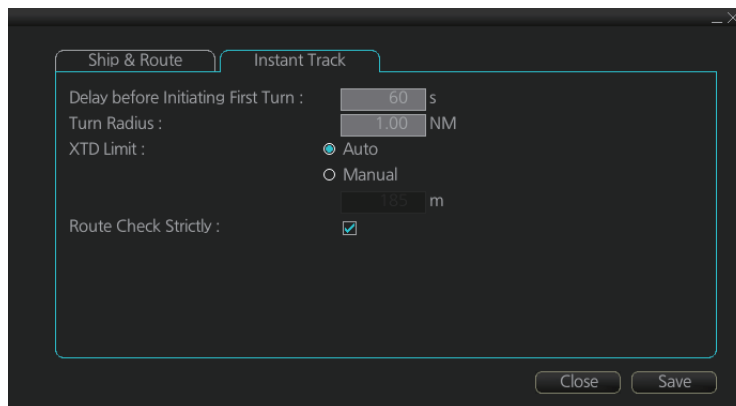 Ship & Route Instant Track
Delay before Initiating First Turn : 60 s
Turn Radius : 1.00 NM
XTD Limit : Auto
Manual
185 m
Route Check Strictly :
Close Save